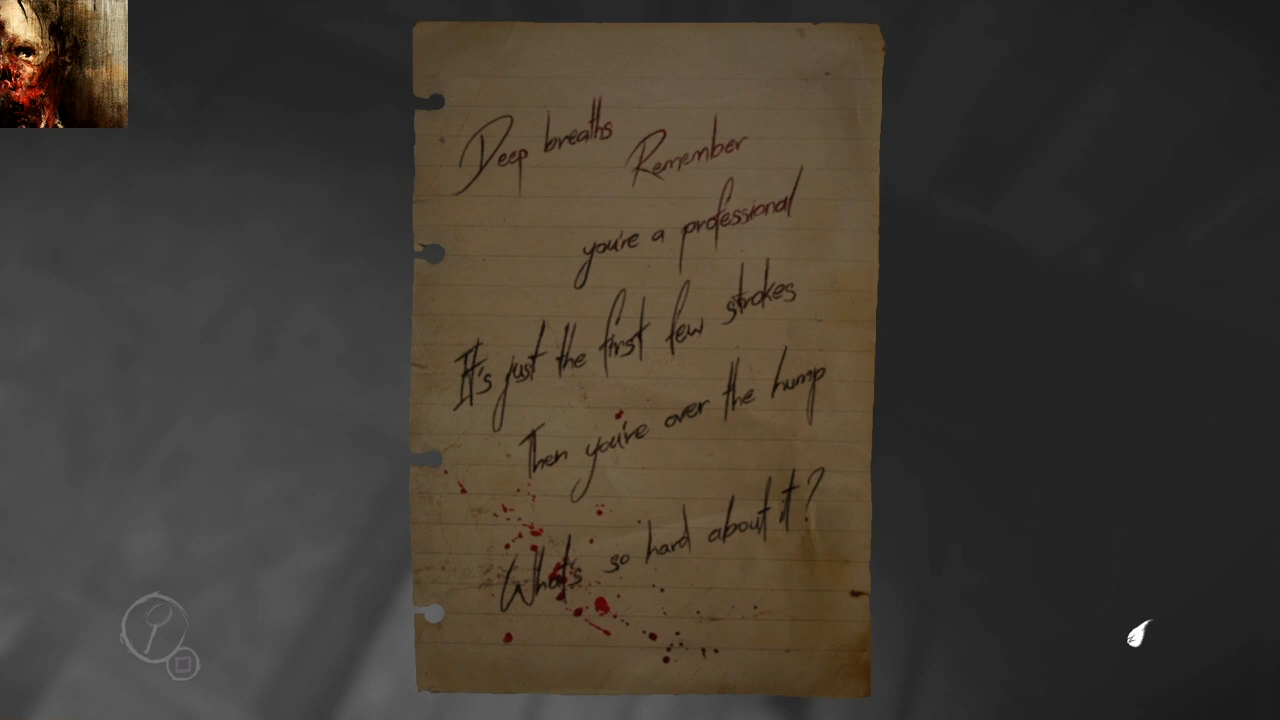 Deep breaths
Remember
you're a professional
It's just the first few strokes
Then you're over the hump
What's so hard about it?